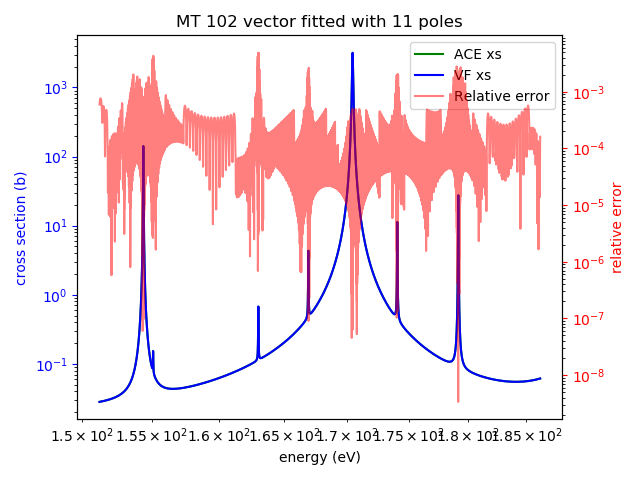 MT 102 vector fitted with 11 poles
ACE xs
VF xs
Relative error
cross section (b)
10³
10²
10¹
10⁰
10⁻¹
10⁻³
10⁻⁴
10⁻⁵
10⁻⁶
10⁻⁷
10⁻⁸
relative error
1.5×10² 1.55×10² 1.6×10² 1.65×10² 1.7×10² 1.75×10² 1.8×10² 1.85×10²
energy (eV)